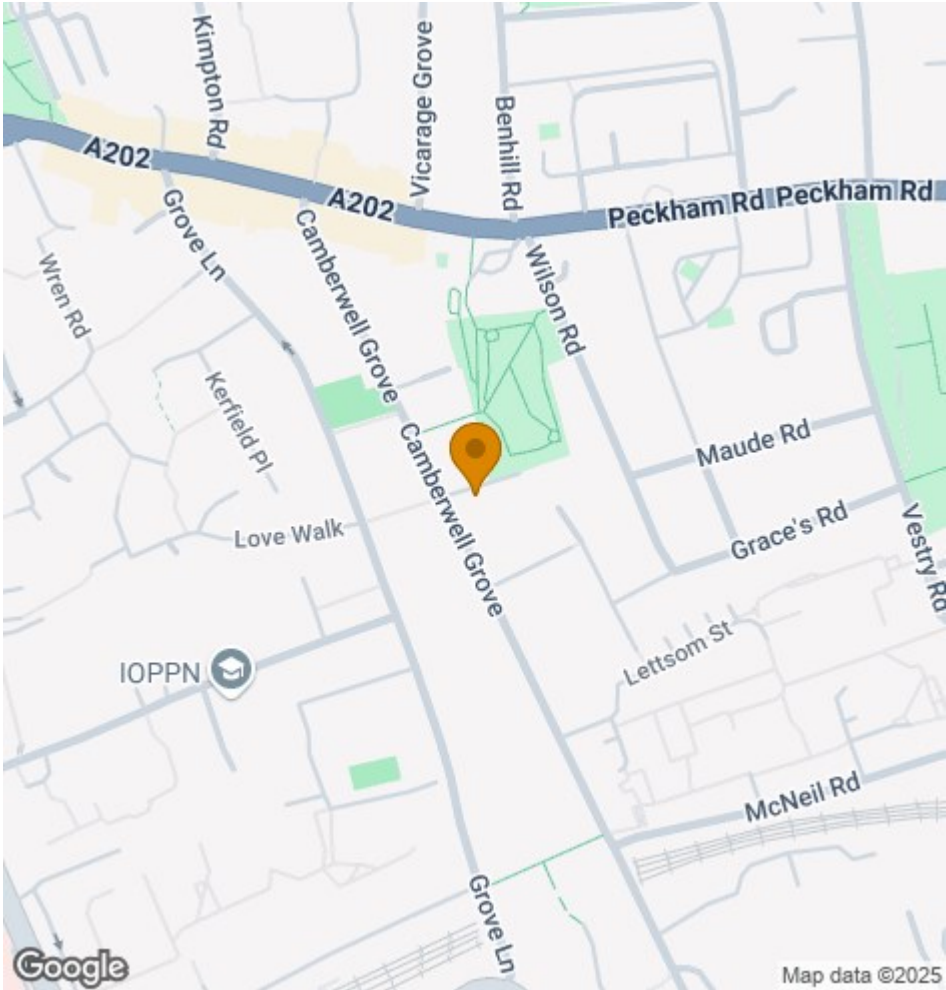 Kimpton Rd
Vicarage Grove
Benhill Rd
A202
A202
Peckham Rd
Peckham Rd
Grove Ln
Camberwell Grove
Wilson Rd
Wren Rd
Kerfield Pl
Camberwell Grove
Maude Rd
Love Walk
Grace's Rd
Vestry Rd
IOPPN
Lettsom St
McNeil Rd
Grove Ln
Google
Map data ©2025